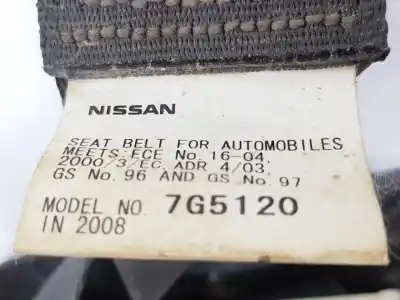 NISSAN
SEAT BELT FOR AUTOMOBILES
MEETS: ECE No. 16-04,
2000/3/EC, ADR 4/03,
GS No. 96 AND GS No. 97
MODEL NO. 7G5120
IN 2008